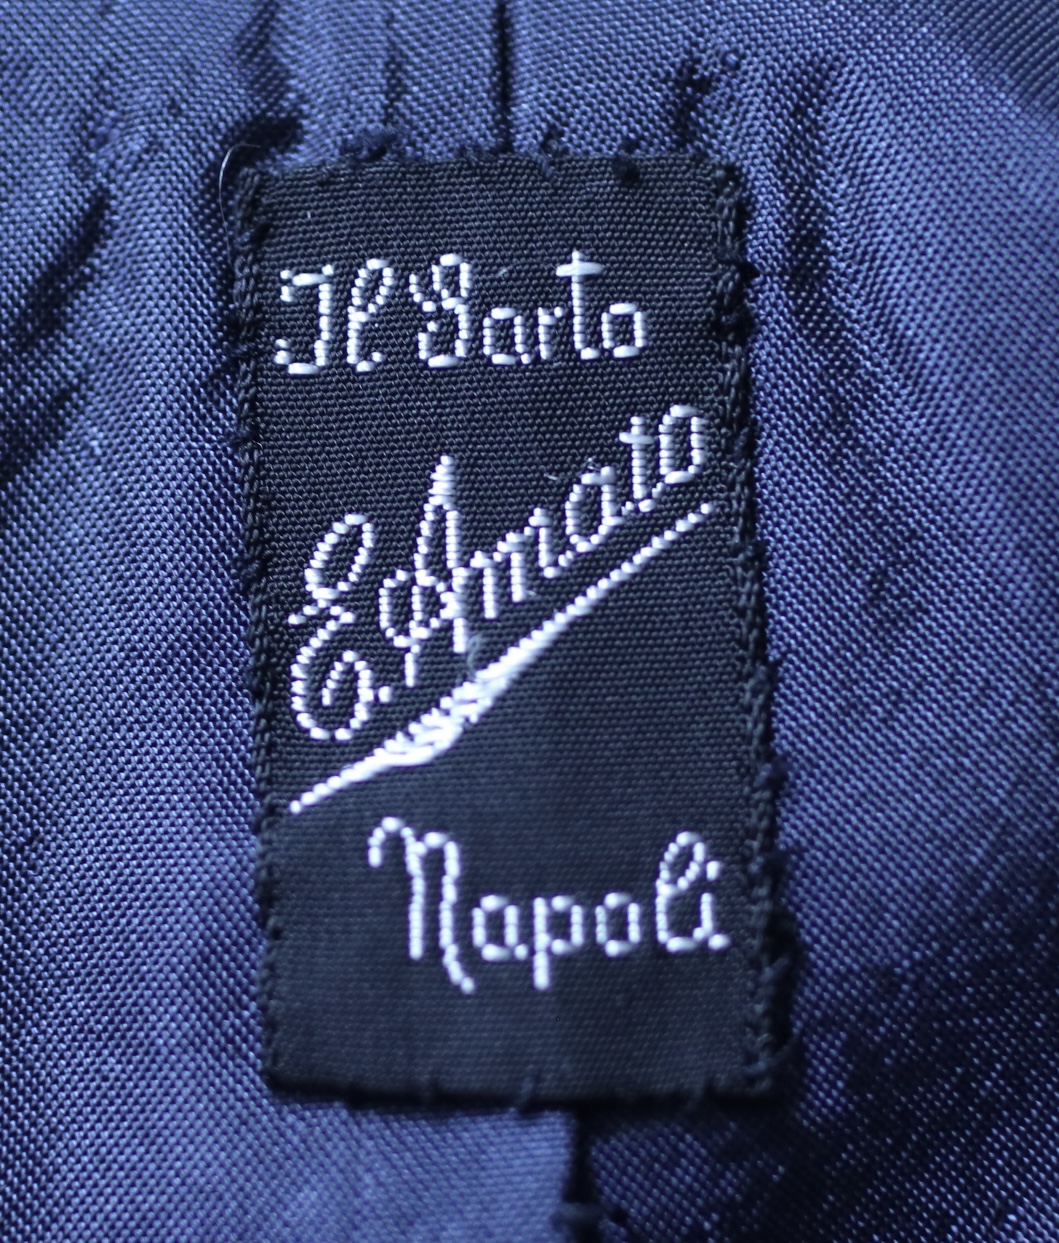 Il Sarto
E. Amato
Napoli